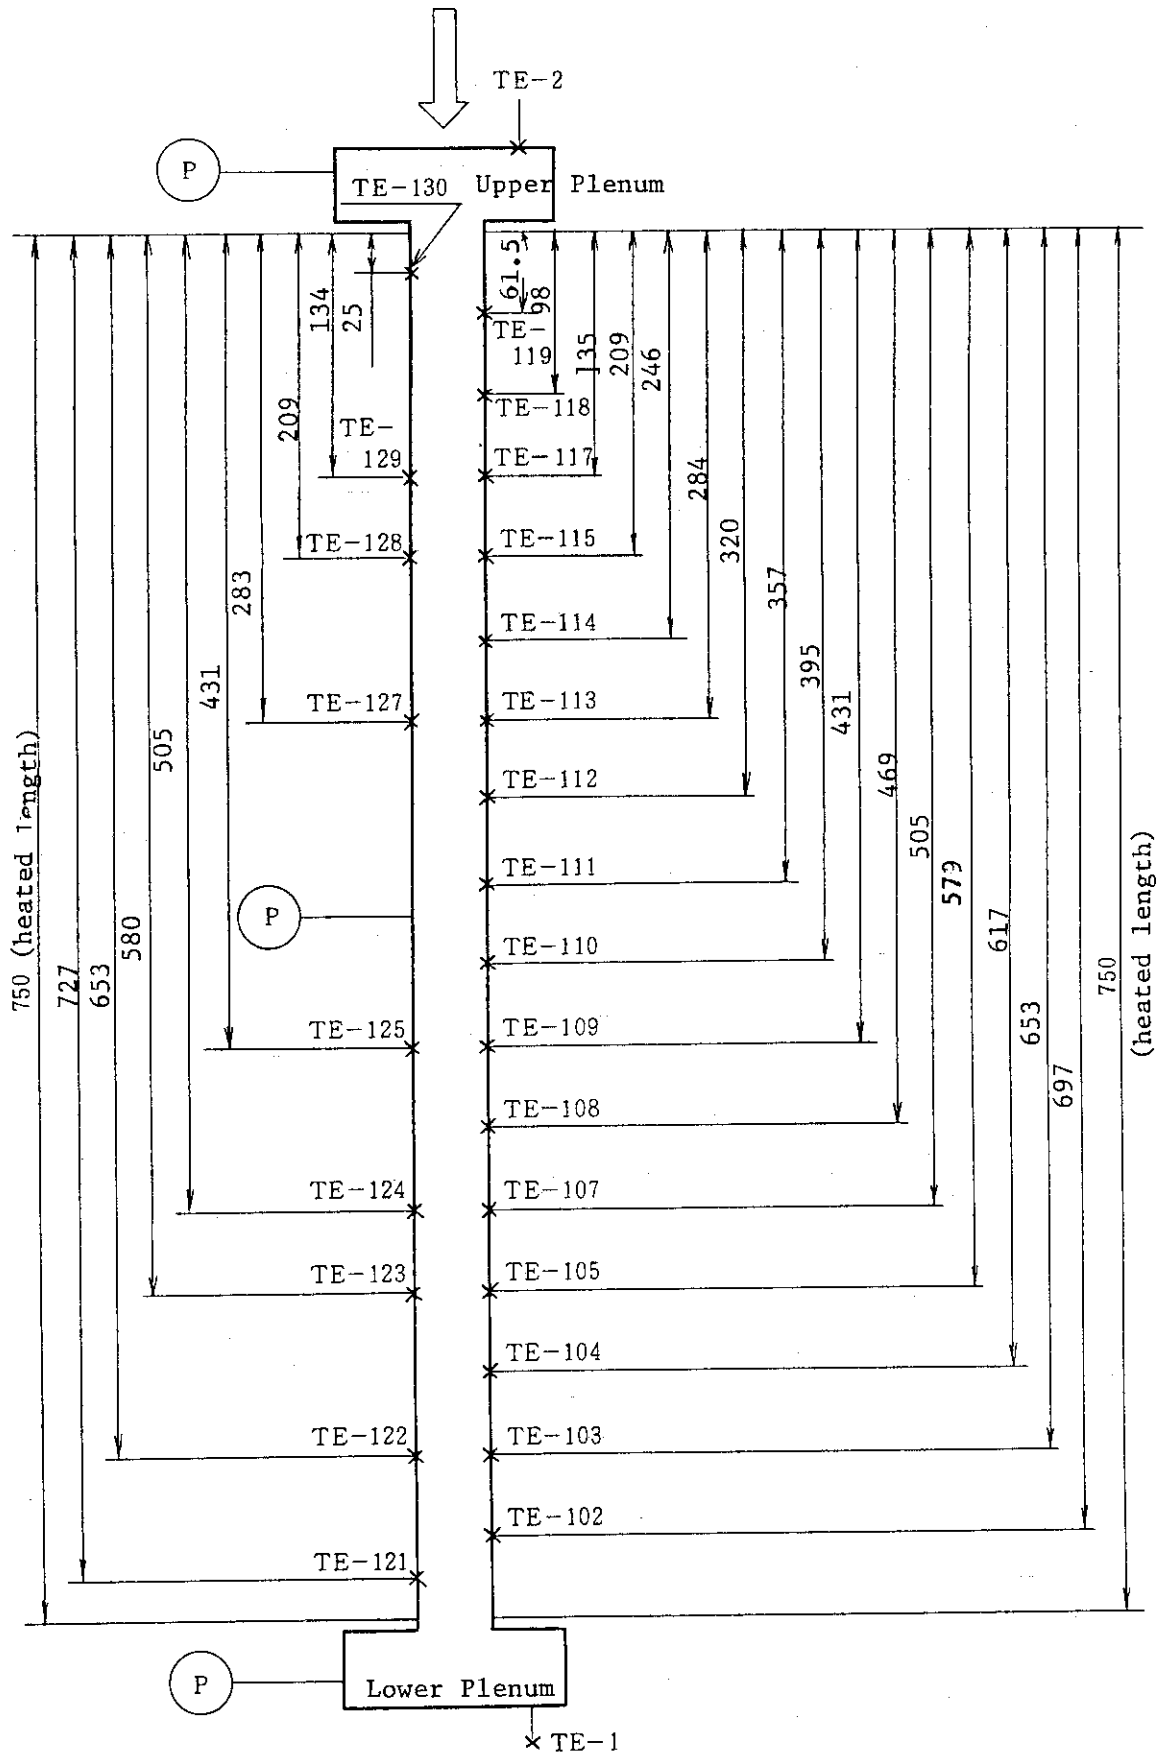 TE-2
P
TE-130
Upper Plenum
61.5
98
134
25
TE-
119
135
209
246
TE-118
209
TE-
129
TE-117
284
TE-128
TE-115
320
283
357
TE-114
395
431
TE-127
TE-113
431
505
469
TE-112
750 (heated length)
505
579
TE-111
P
580
617
727
653
TE-110
750
(heated length)
TE-125
TE-109
653
697
TE-108
TE-124
TE-107
TE-123
TE-105
TE-104
TE-122
TE-103
TE-102
TE-121
P
Lower Plenum
TE-1